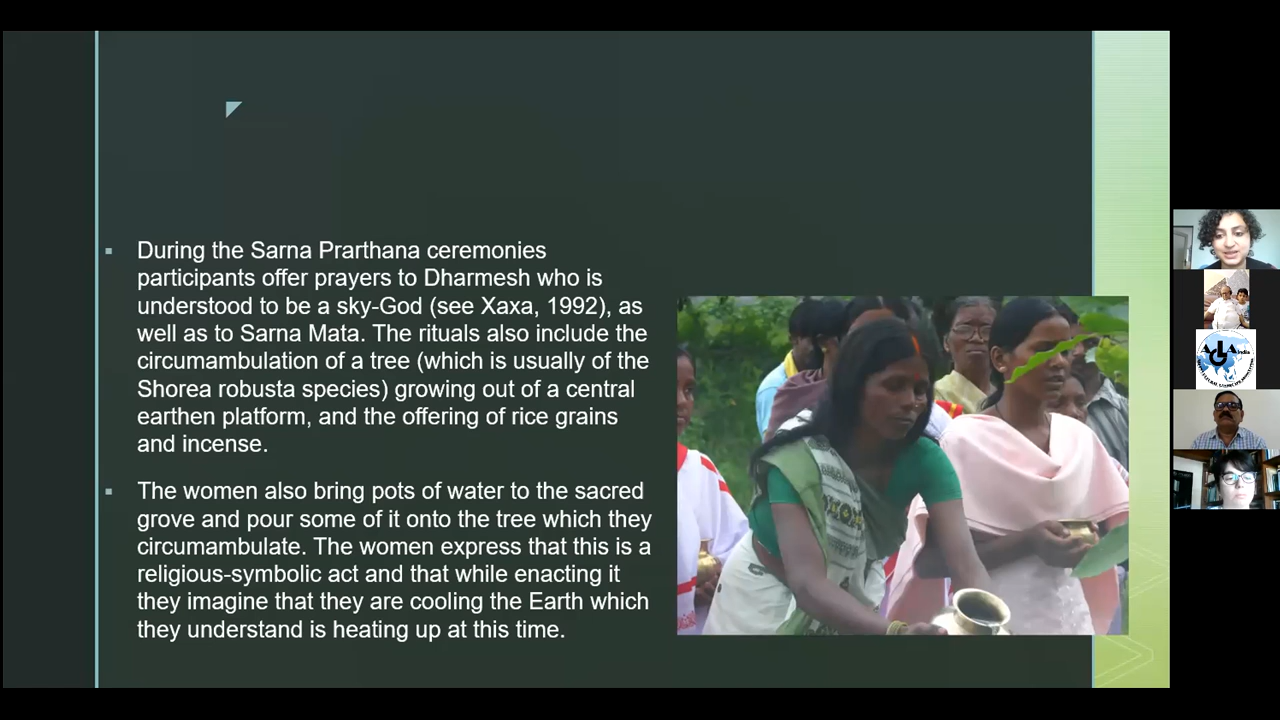 During the Sarna Prarthana ceremonies
participants offer prayers to Dharmesh who is
understood to be a sky-God (see Xaxa, 1992), as
well as to Sarna Mata. The rituals also include the
circumambulation of a tree (which is usually of the
Shorea robusta species) growing out of a central
earthen platform, and the offering of rice grains
and incense.
The women also bring pots of water to the sacred
grove and pour some of it onto the tree which they
circumambulate. The women express that this is a
religious-symbolic act and that while enacting it
they imagine that they are cooling the Earth which
they understand is heating up at this time.
India